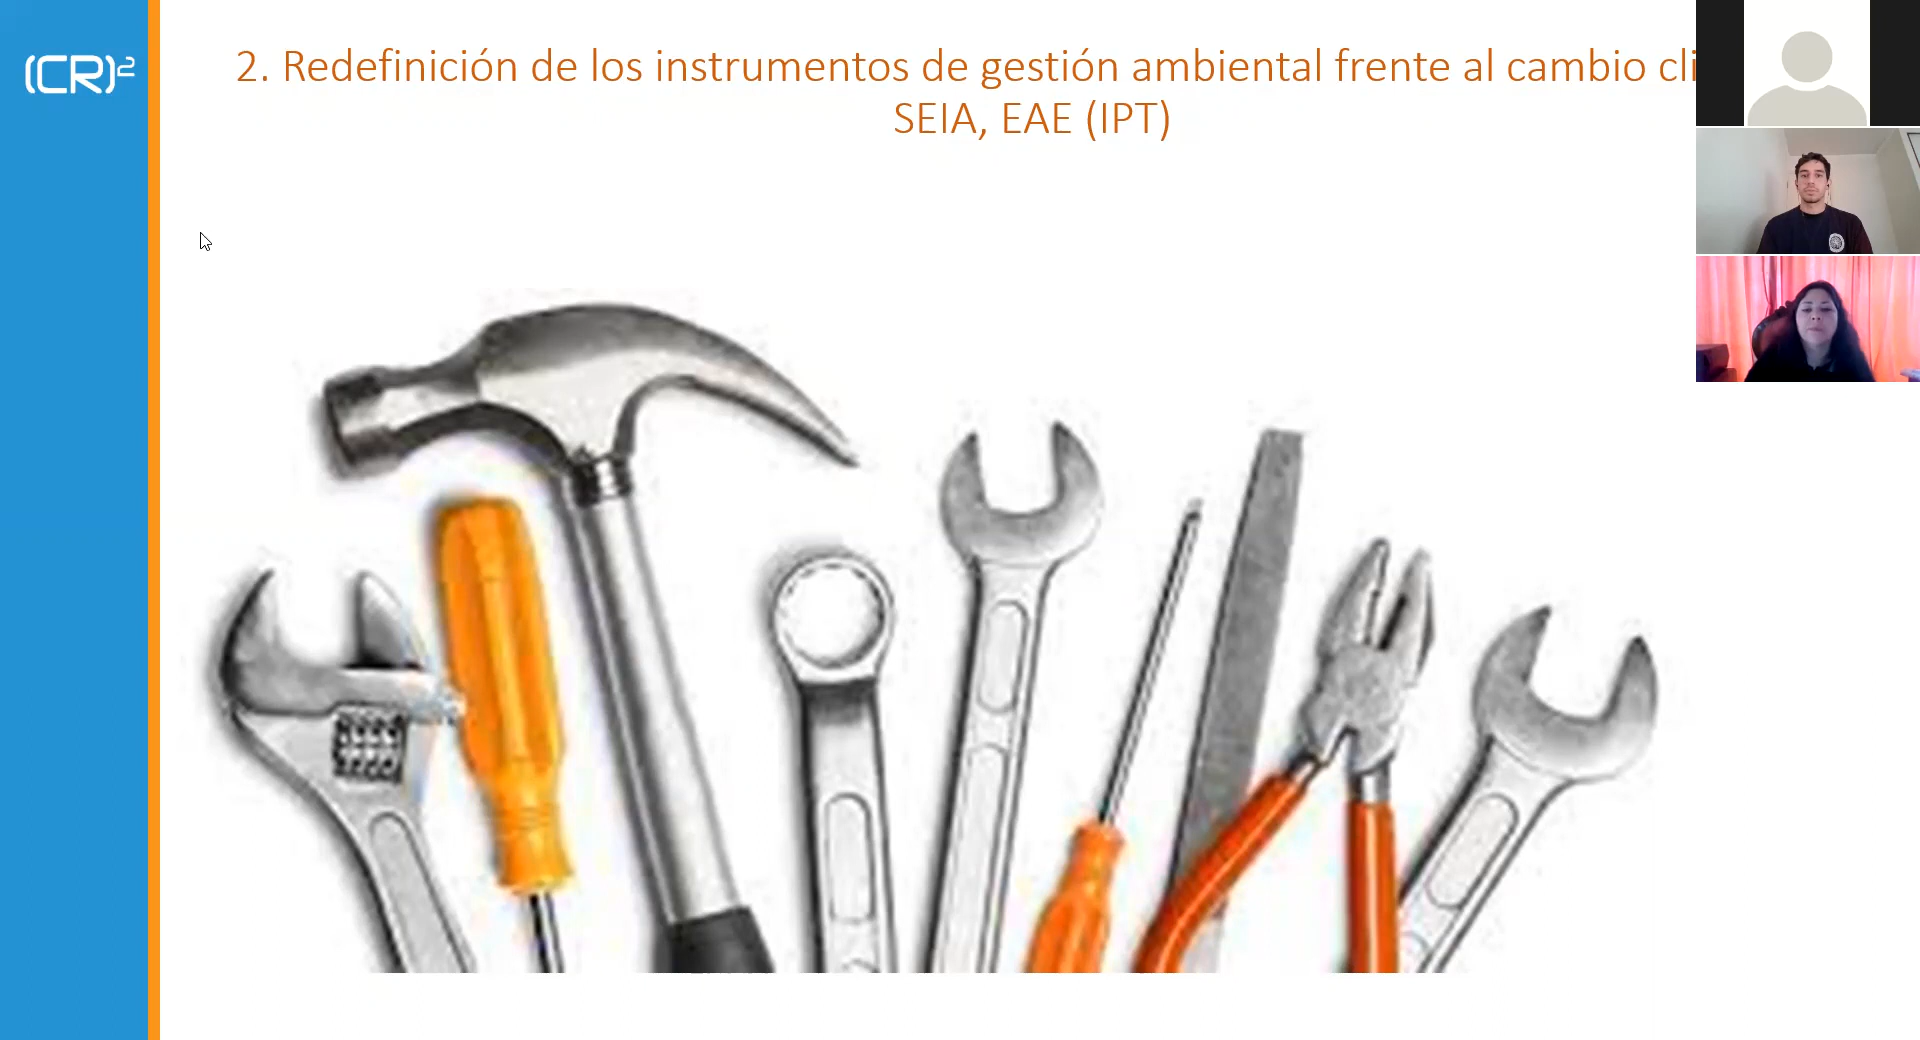 (CR)²
2. Redefinición de los instrumentos de gestión ambiental frente al cambio cli
SEIA, EAE (IPT)